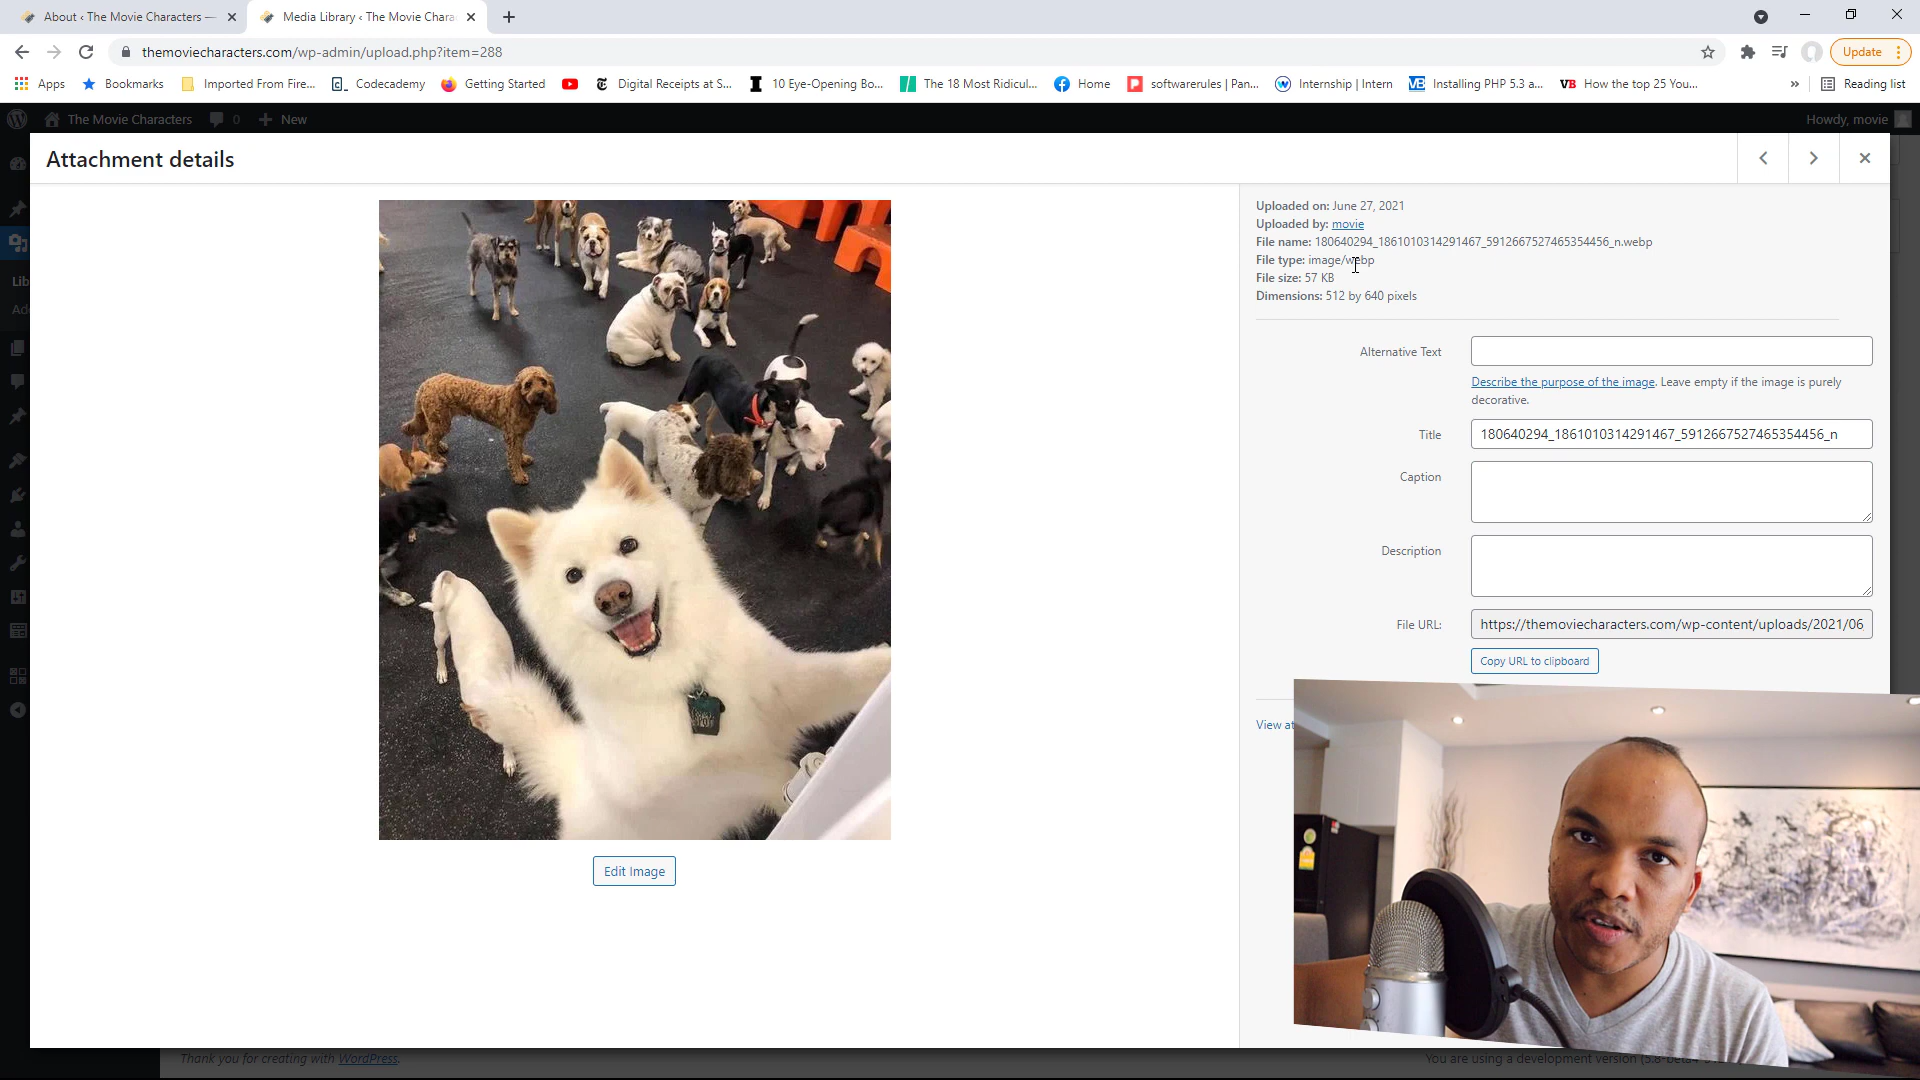 About ‹ The Movie Characters —
Media Library ‹ The Movie Chara
themoviecharacters.com/wp-admin/upload.php?item=288
Update
Apps
Bookmarks
Imported From Fire...
Codecademy
Getting Started
Digital Receipts at S...
10 Eye-Opening Bo...
The 18 Most Ridicul...
Home
softwarerules | Pan...
Internship | Intern
Installing PHP 5.3 a...
VB How the top 25 You...
»
Reading list
The Movie Characters
0
New
Howdy, movie
Attachment details
Uploaded on: June 27, 2021
Uploaded by: movie
File name: 180640294_1861010314291467_5912667527465354456_n.webp
File type: image/webp
File size: 57 KB
Dimensions: 512 by 640 pixels
Lib
Ad
Alternative Text
Describe the purpose of the image. Leave empty if the image is purely
decorative.
Title
180640294_1861010314291467_5912667527465354456_n
Caption
Description
File URL:
https://themoviecharacters.com/wp-content/uploads/2021/06
Copy URL to clipboard
View at
Edit Image
Thank you for creating with WordPress.
You are using a development version